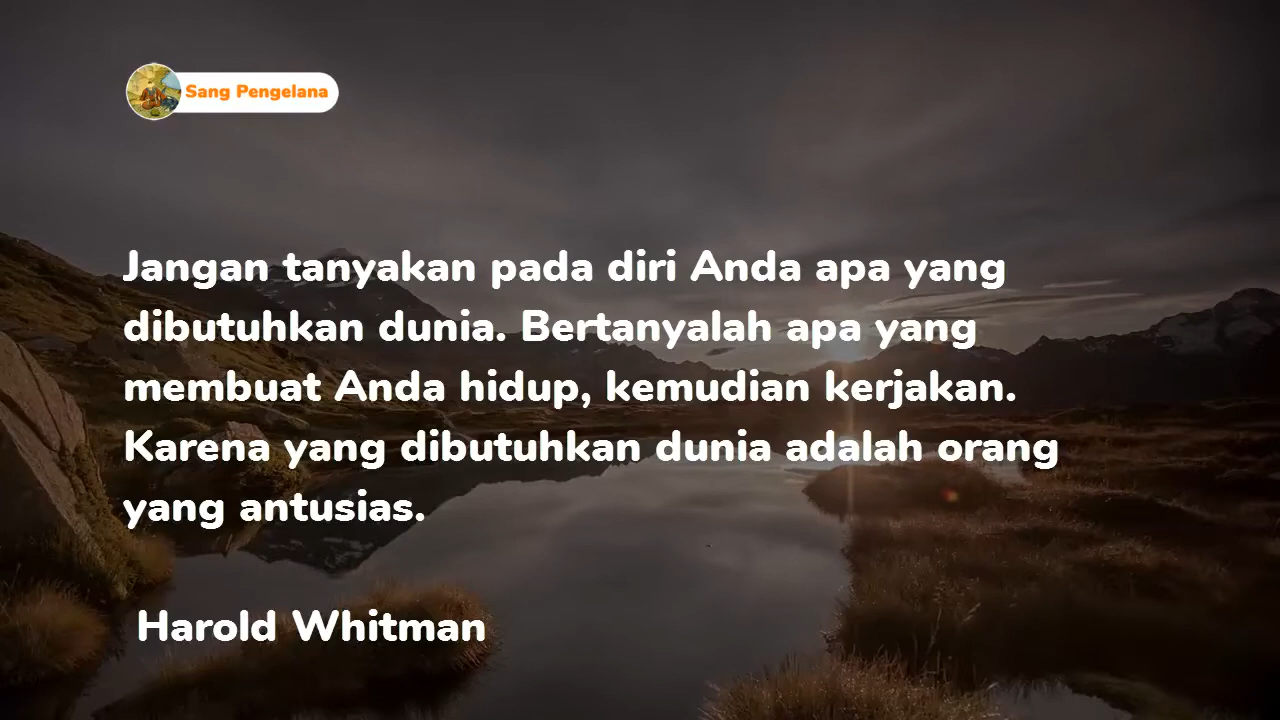 Sang Pengelana
Jangan tanyakan pada diri Anda apa yang
dibutuhkan dunia. Bertanyalah apa yang
membuat Anda hidup, kemudian kerjakan.
Karena yang dibutuhkan dunia adalah orang
yang antusias.
Harold Whitman